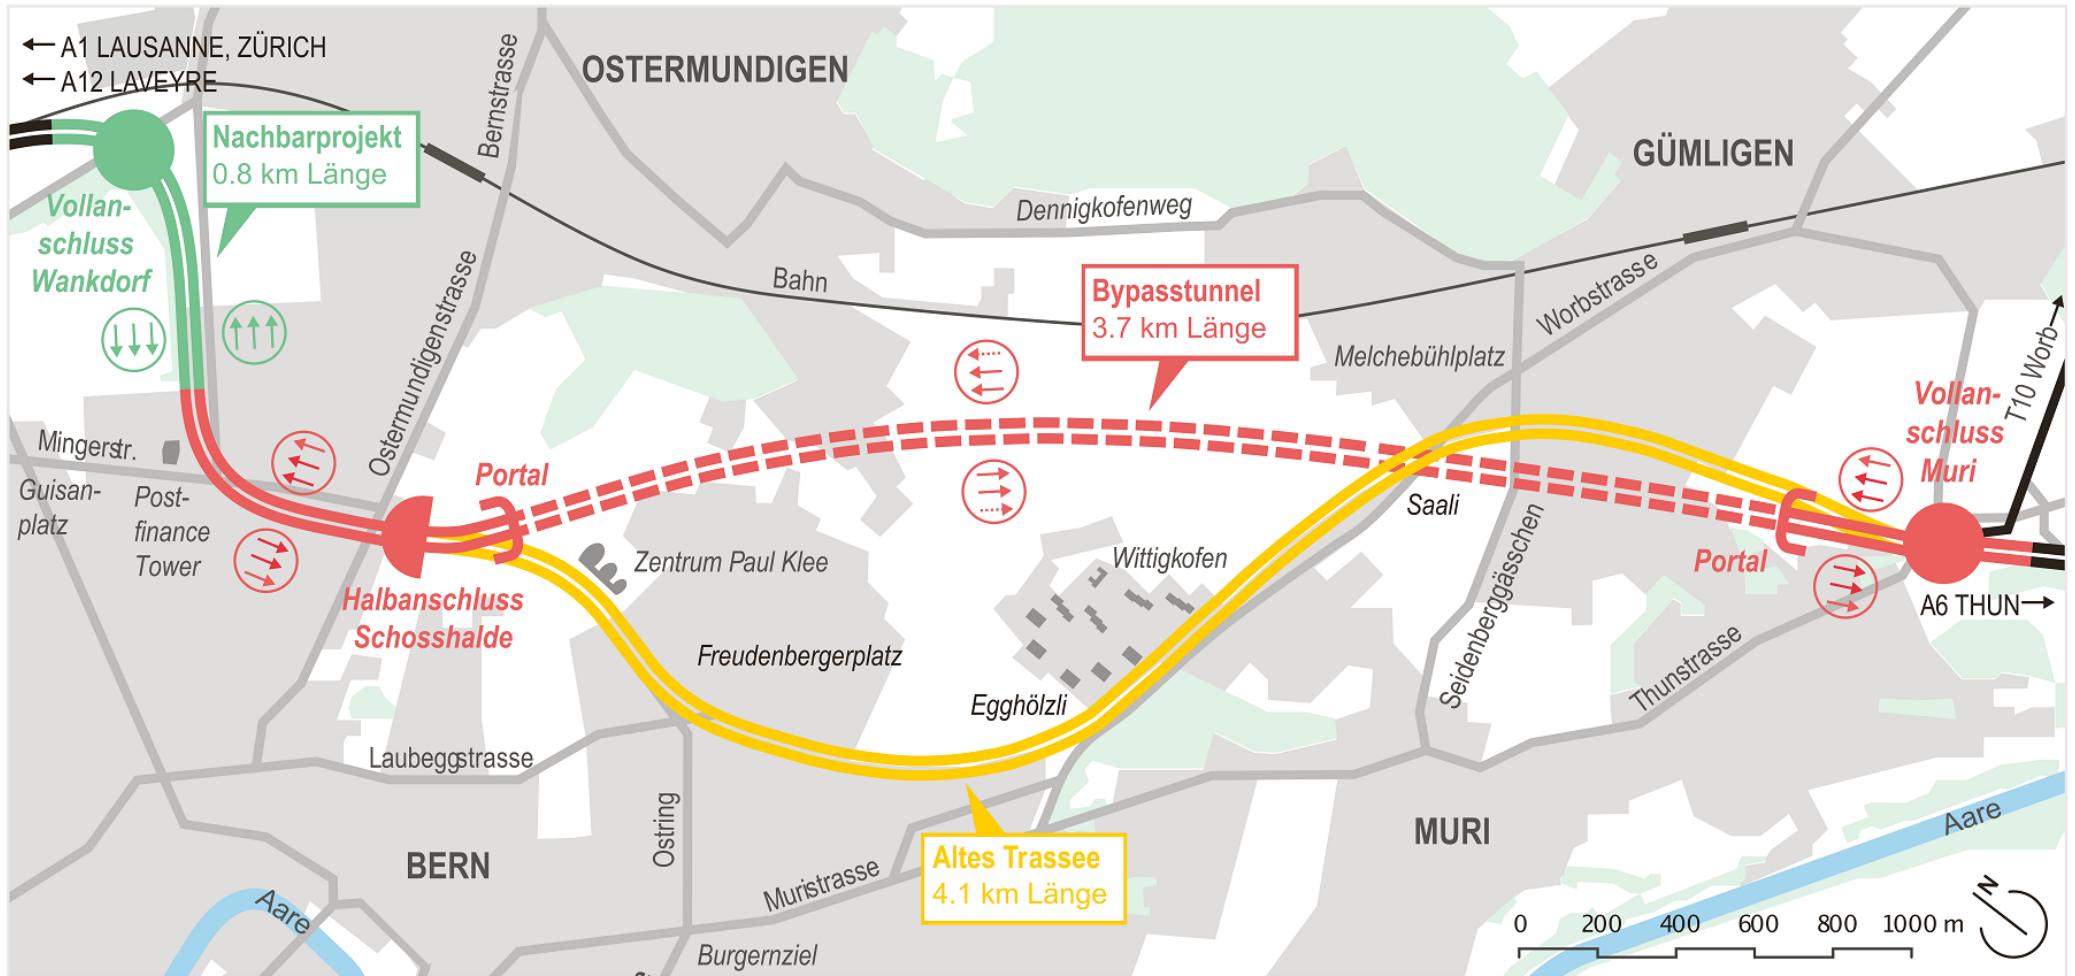 A1 LAUSANNE, ZÜRICH
A12 LAVEYRE
Nachbarprojekt
0.8 km Länge
Vollan-
schluss
Wankdorf
Bernstrasse
OSTERMUNDIGEN
GÜMLIGEN
Dennigkofenweg
Bahn
Ostermundigenstrasse
Bypasstunnel
3.7 km Länge
Melchebühlplatz
Worbstrasse
T10 Worb
Vollan-
schluss
Muri
Mingerstr.
Guisan-
platz
Post-
finance
Tower
Portal
Halbanschluss
Schosshalde
Zentrum Paul Klee
Wittigkofen
Saali
Seidenberggässchen
Portal
A6 THUN
Freudenbergerplatz
Egghölzli
Thunstrasse
Laubeggstrasse
Ostring
Altes Trassee
4.1 km Länge
Muristrasse
BERN
MURI
Aare
Aare
Burgernziel
0 200 400 600 800 1000 m
N